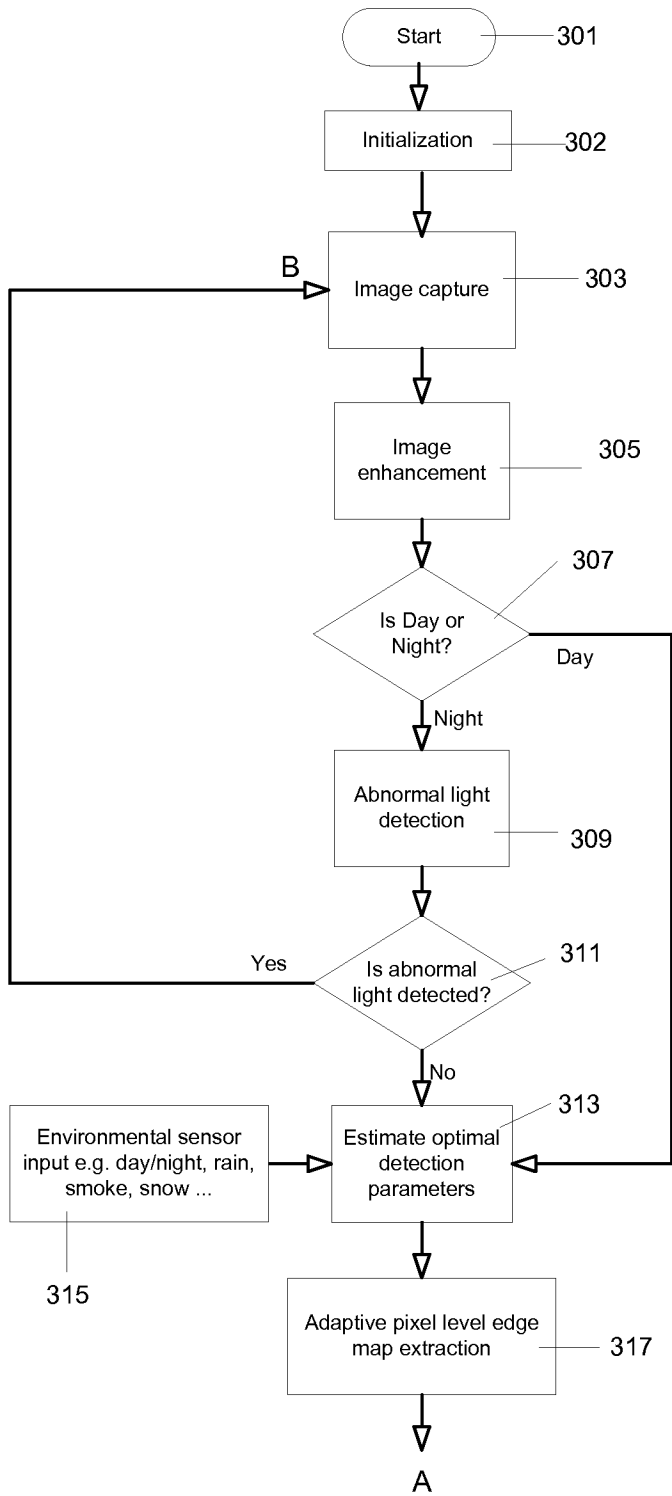 Start
301
Initialization
302
B
Image capture
303
Image
enhancement
305
307
Is Day or
Night?
Day
Night
Abnormal light
detection
309
Yes
Is abnormal
light detected?
311
No
313
Environmental sensor
input e.g. day/night, rain,
smoke, snow ...
Estimate optimal
detection
parameters
315
Adaptive pixel level edge
map extraction
317
A